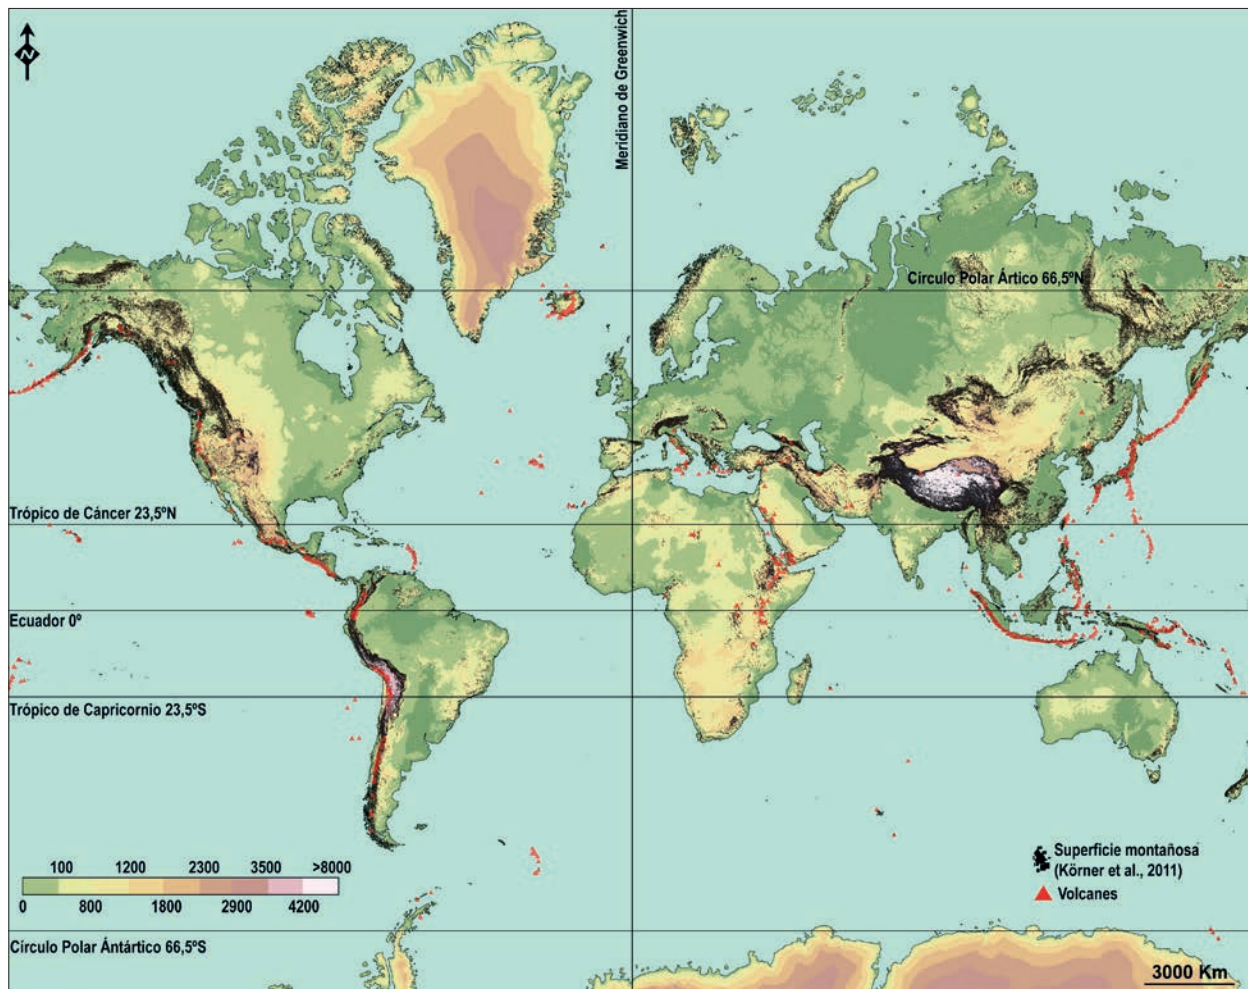 N
Meridiano de Greenwich
Círculo Polar Ártico 66,5ºN
Trópico de Cáncer 23,5ºN
Ecuador 0º
Trópico de Capricornio 23,5ºS
100 1200 2300 3500 >8000
0 800 1800 2900 4200
Superficie montañosa
(Körner et al., 2011)
Volcanes
Círculo Polar Ántártico 66,5ºS
3000 Km